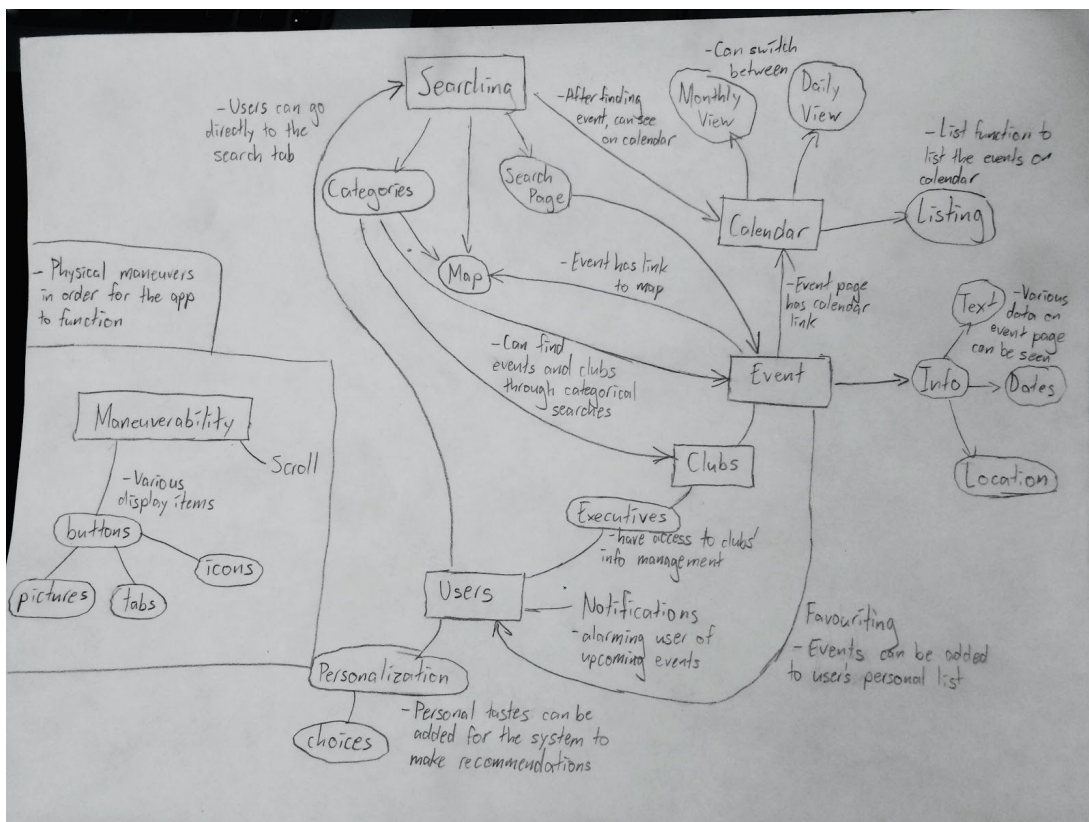 Searching
- Users can go
directly to the
search tab
Categories
Search
Page
Map
- After finding
event, can see
on calendar
- Can switch
between
Monthly
View
Daily
View
Calendar
- List function to
list the events on
calendar
Listing
- Event has link
to map
- Event page
has calendar
link
Event
Text
- Various
data on
event page
can be seen
Info
Dates
Location
- Can find
events and clubs
through categorical
searches
Clubs
Executives
- have access to clubs'
info management
Users
Notifications
- alarming user of
upcoming events
Favouriting
- Events can be added
to user's personal list
Personalization
- Personal tastes can be
added for the system to
make recommendations
choices
- Physical maneuvers
in order for the app
to function
Maneuverability
Scroll
- Various
display items
buttons
pictures
tabs
icons